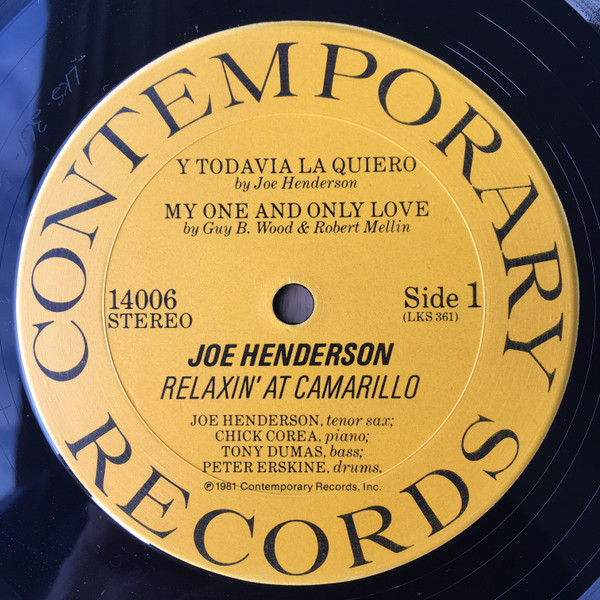 CONTEMPORARY RECORDS
Y TODAVIA LA QUIERO
by Joe Henderson
MY ONE AND ONLY LOVE
by Guy B. Wood & Robert Mellin
14006
STEREO
Side 1
(LKS 361)
JOE HENDERSON
RELAXIN' AT CAMARILLO
JOE HENDERSON, tenor sax;
CHICK COREA, piano;
TONY DUMAS, bass;
PETER ERSKINE, drums.
℗ 1981 Contemporary Records, Inc.